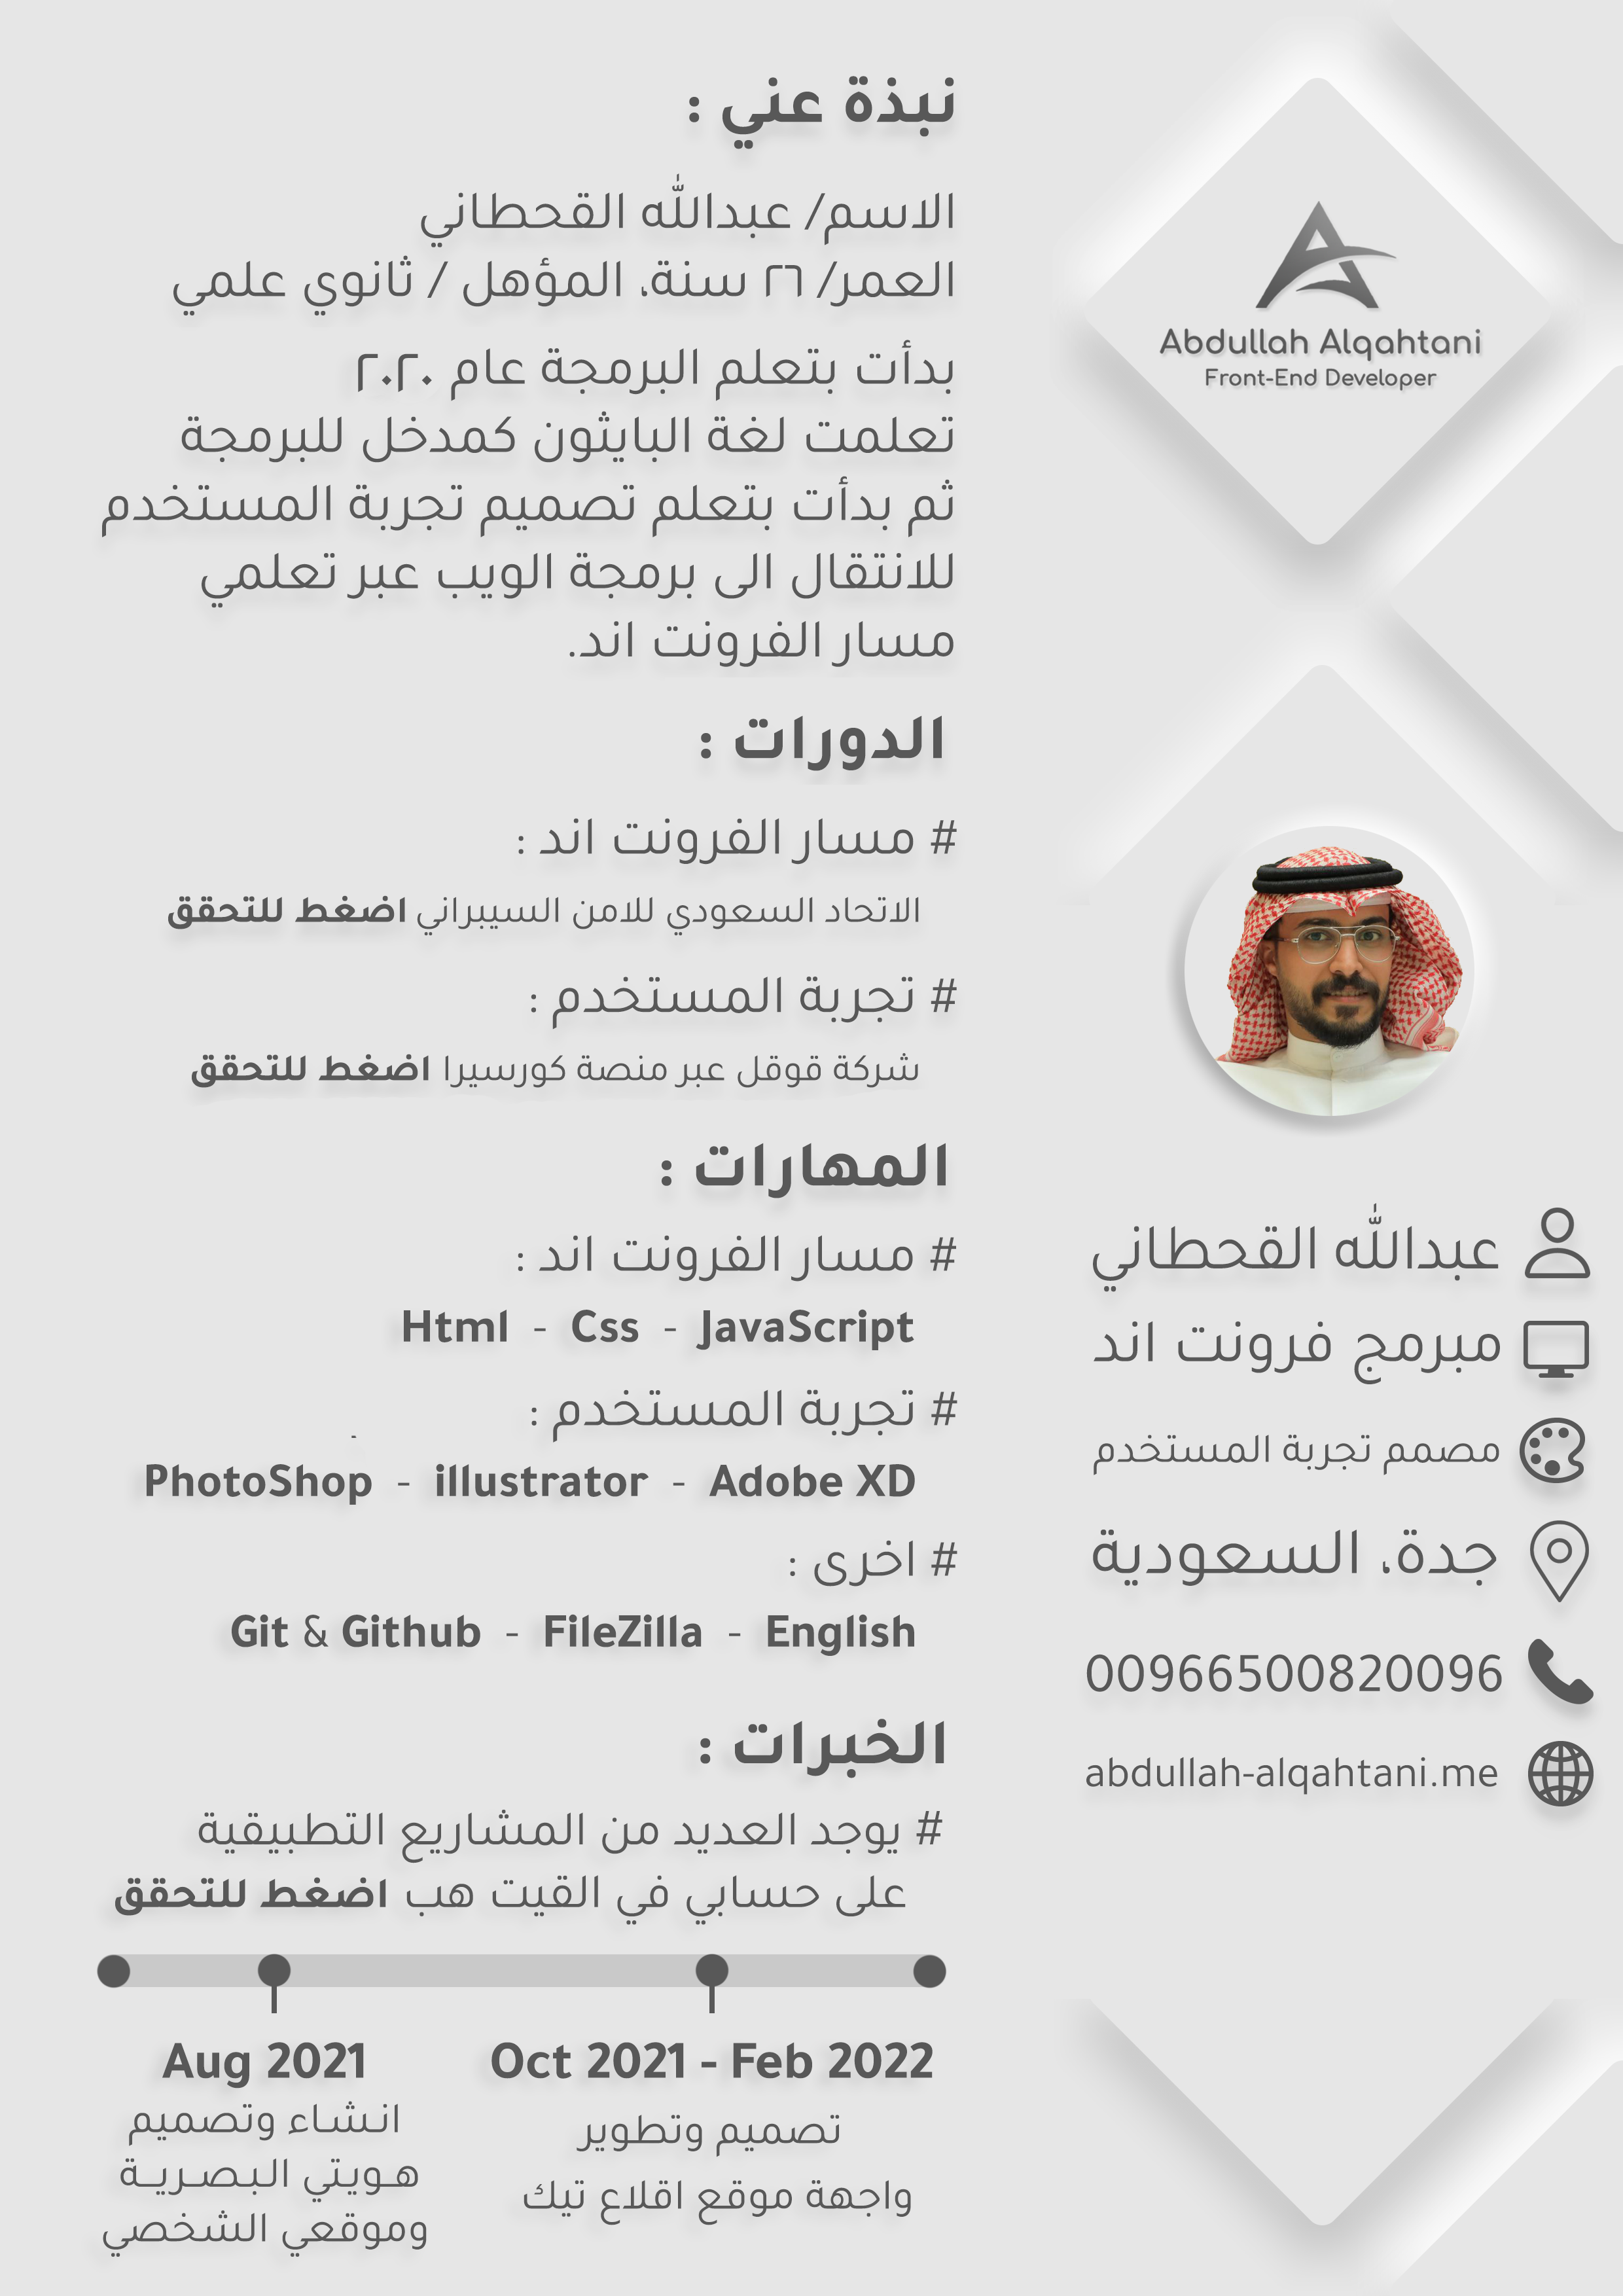 Abdullah Alqahtani
Front-End Developer
عبدالله القحطاني
مبرمج فرونت اند
مصمم تجربة المستخدم
جدة، السعودية
00966500820096
abdullah-alqahtani.me
نبذة عني :
الاسم/ عبدالله القحطاني
العمر/ ٢٦ سنة، المؤهل / ثانوي علمي
بدأت بتعلم البرمجة عام ٢٠٢٠
تعلمت لغة البايثون كمدخل للبرمجة
ثم بدأت بتعلم تصميم تجربة المستخدم
للانتقال الى برمجة الويب عبر تعلمي
مسار الفرونت اند.
الدورات :
# مسار الفرونت اند :
الاتحاد السعودي للامن السيبراني اضغط للتحقق
# تجربة المستخدم :
شركة قوقل عبر منصة كورسيرا اضغط للتحقق
المهارات :
# مسار الفرونت اند :
Html - Css - JavaScript
# تجربة المستخدم :
PhotoShop - illustrator - Adobe XD
# اخرى :
Git & Github - FileZilla - English
الخبرات :
# يوجد العديد من المشاريع التطبيقية
على حسابي في القيت هب اضغط للتحقق
Oct 2021 - Feb 2022
تصميم وتطوير
واجهة موقع اقلاع تيك
Aug 2021
انـشـاء وتصميم
هـويـتي الـبـصـريـة
وموقعي الشخصي